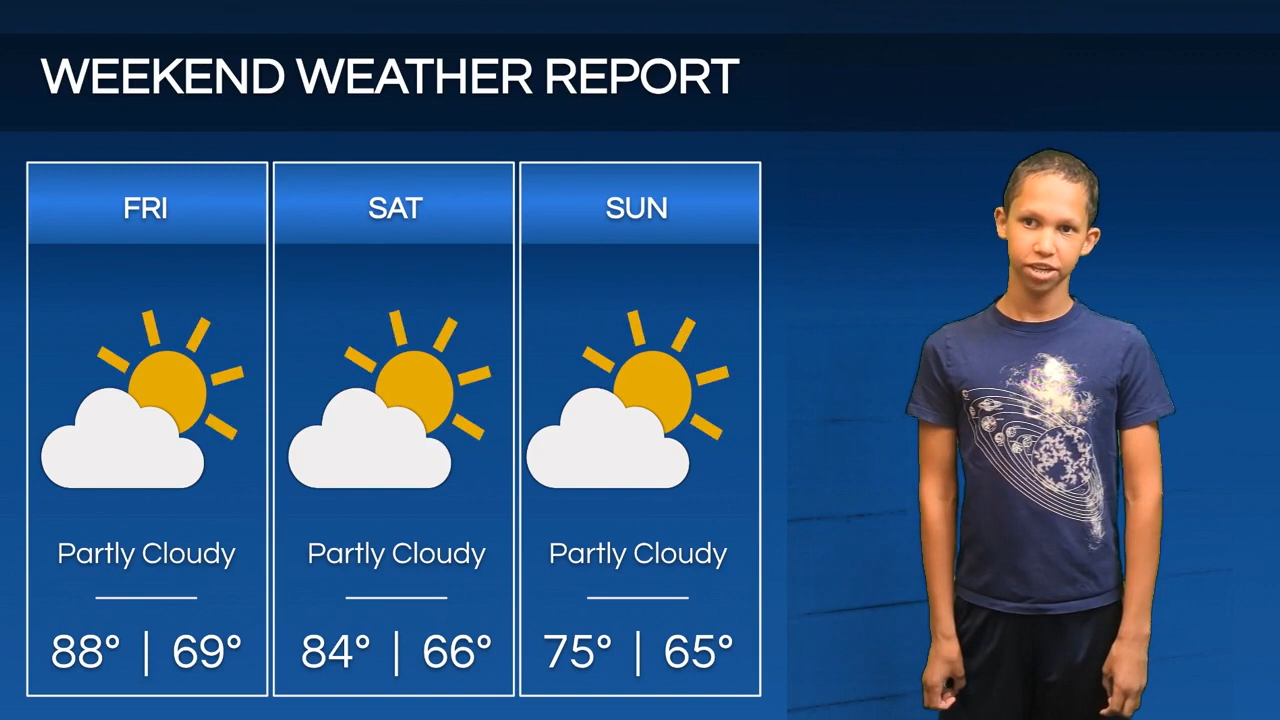 WEEKEND WEATHER REPORT
FRI
SAT
SUN
Partly Cloudy
Partly Cloudy
Partly Cloudy
88° | 69°
84° | 66°
75° | 65°